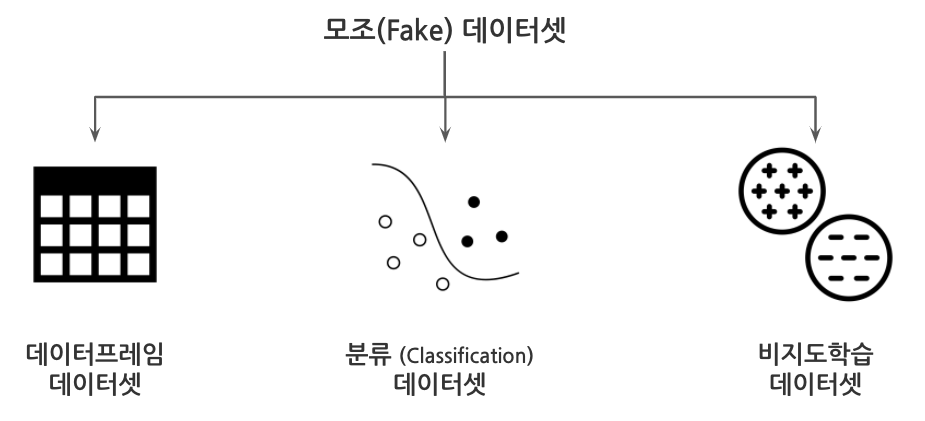 모조(Fake) 데이터셋
데이터프레임
데이터셋
분류 (Classification)
데이터셋
비지도학습
데이터셋